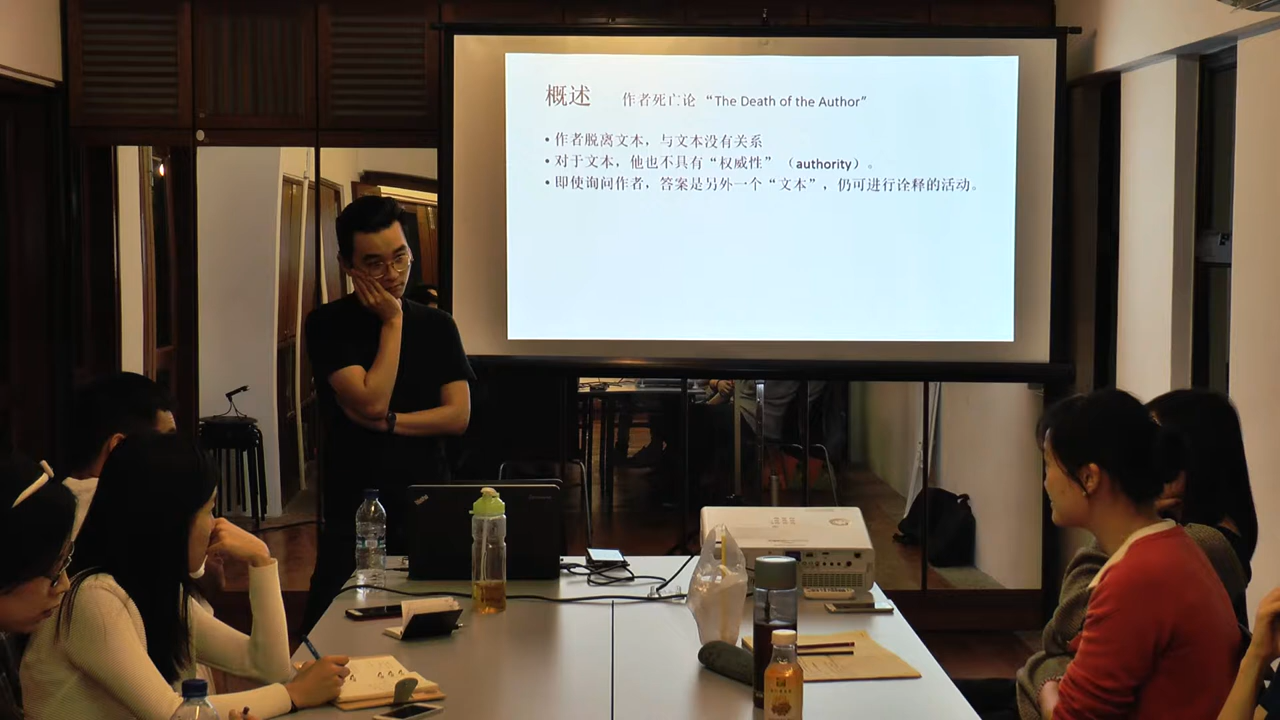 概述 作者死亡论 “The Death of the Author”
• 作者脱离文本，与文本没有关系
• 对于文本，他也不具有“权威性”（authority）。
• 即使询问作者，答案是另外一个“文本”，仍可进行诠释的活动。
ThinkPad